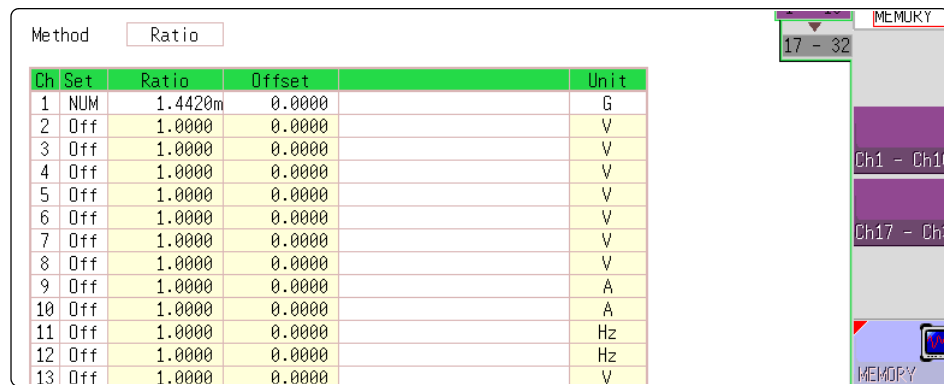 Method Ratio
Ch Set Ratio Offset Unit
1 NUM 1.4420m 0.0000 G
2 Off 1.0000 0.0000 V
3 Off 1.0000 0.0000 V
4 Off 1.0000 0.0000 V
5 Off 1.0000 0.0000 V
6 Off 1.0000 0.0000 V
7 Off 1.0000 0.0000 V
8 Off 1.0000 0.0000 V
9 Off 1.0000 0.0000 A
10 Off 1.0000 0.0000 A
11 Off 1.0000 0.0000 Hz
12 Off 1.0000 0.0000 Hz
13 Off 1.0000 0.0000 V
17 - 32
MEMORY
Ch1 - Ch1
Ch17 - Ch
MEMORY